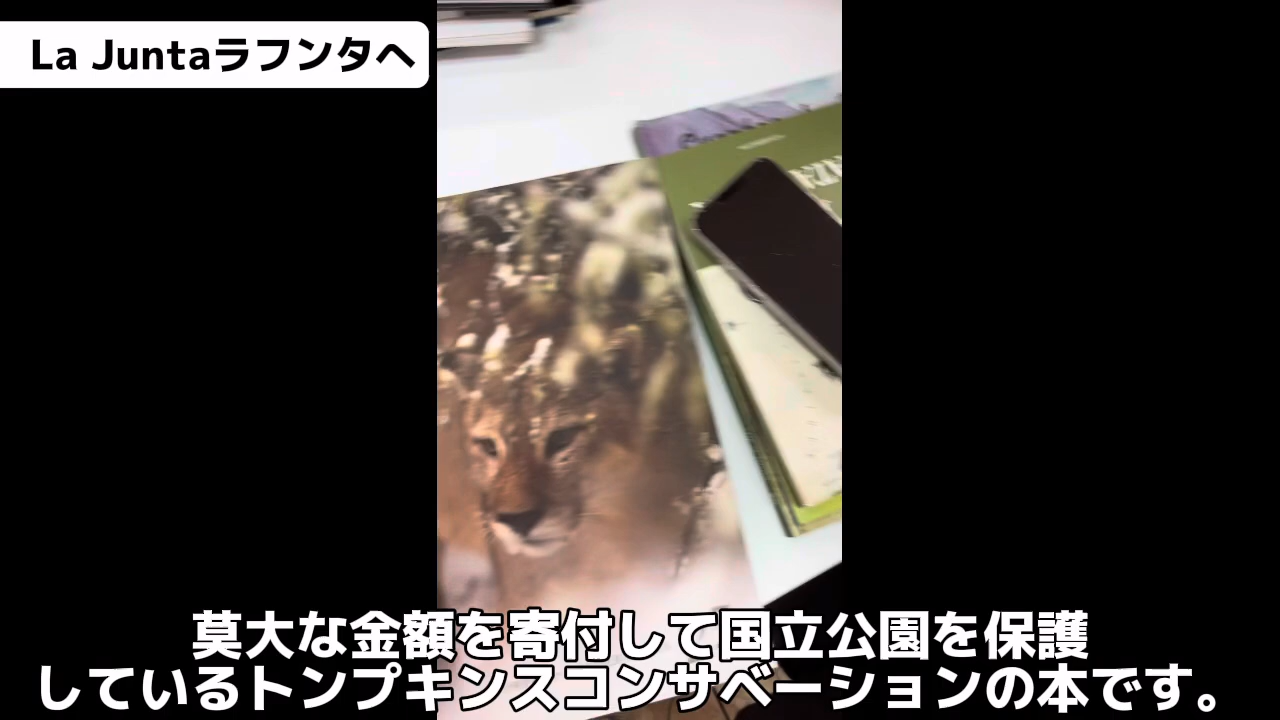 La Juntaラフンタへ
莫大な金額を寄付して国立公園を保護
しているトンプキンスコンサベーションの本です。